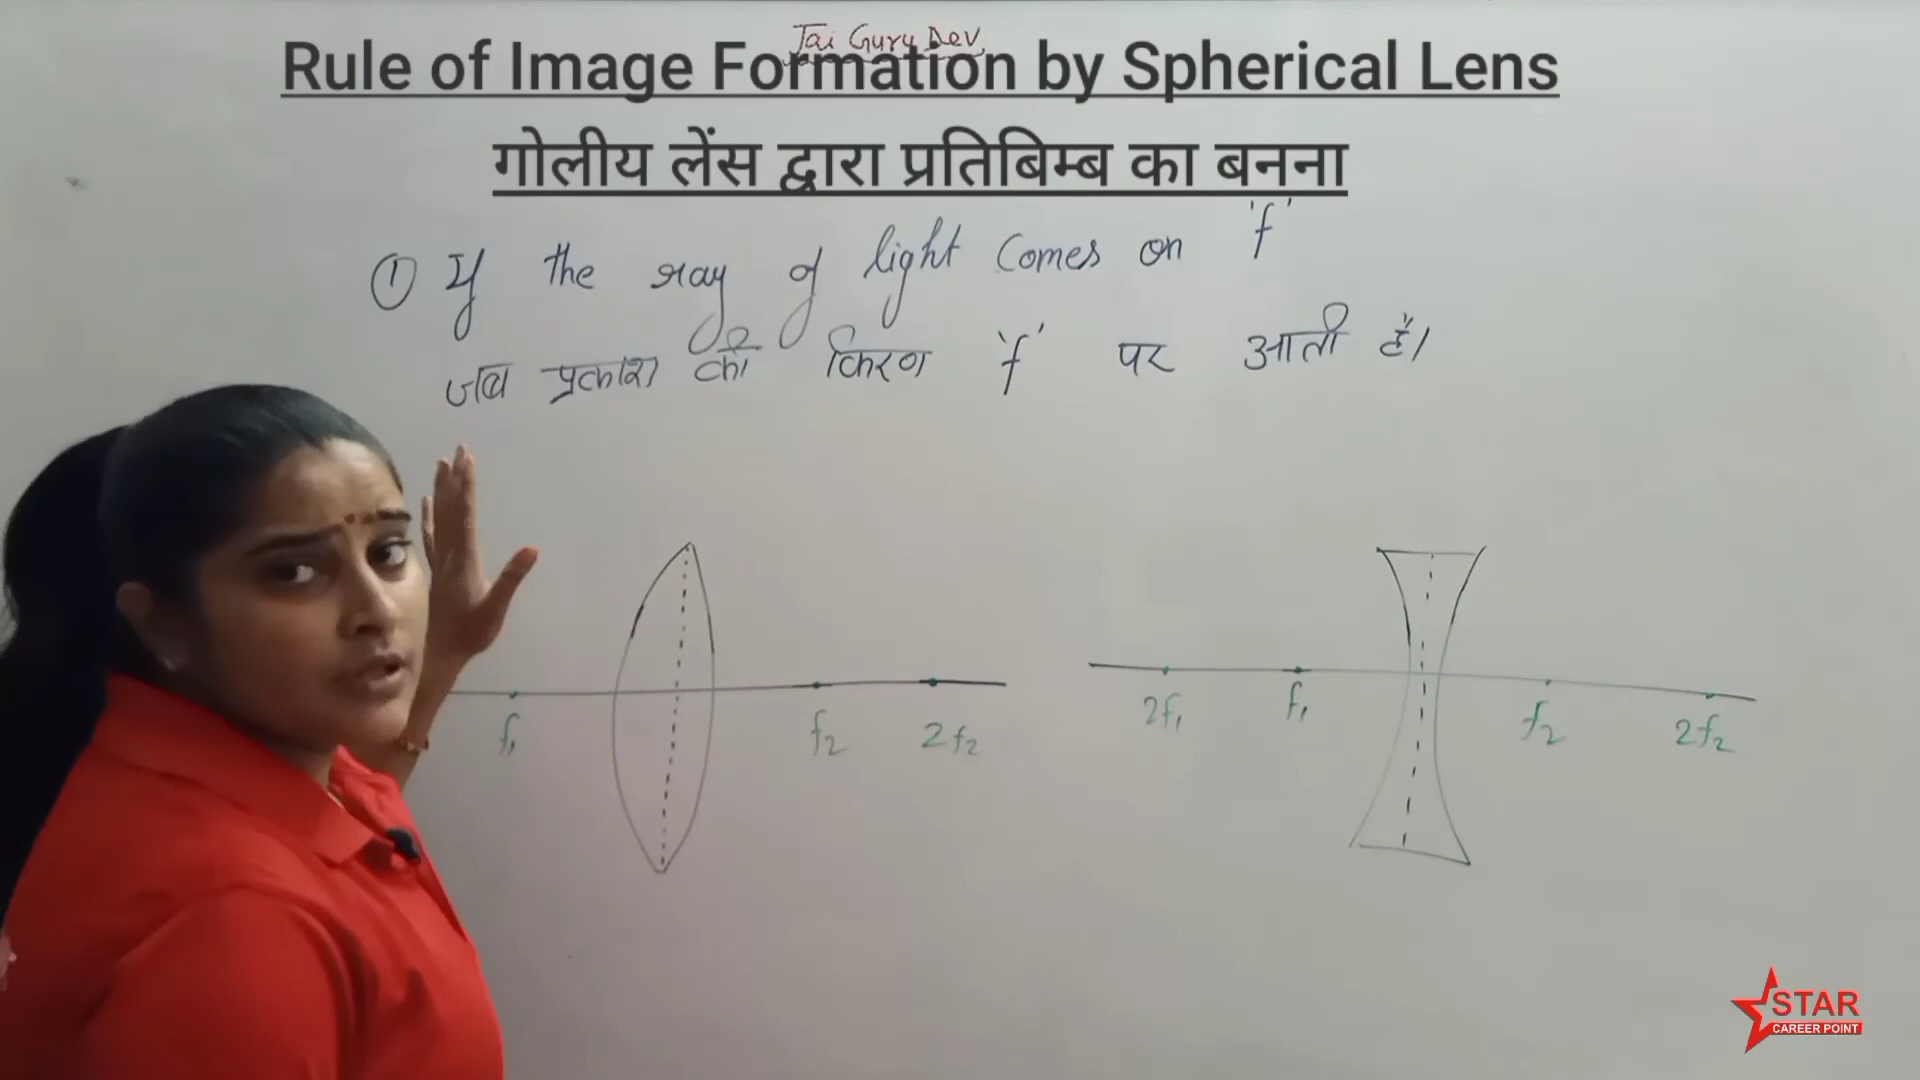 Jai Guru Dev
Rule of Image Formation by Spherical Lens
गोलीय लेंस द्वारा प्रतिबिम्ब का बनना
① If the ray of light Comes on 'f'
जब प्रकाश की किरण 'f' पर आती है।
f₁ f₂ 2f₂
2f₁ f₁ f₂ 2f₂
STAR
CAREER POINT